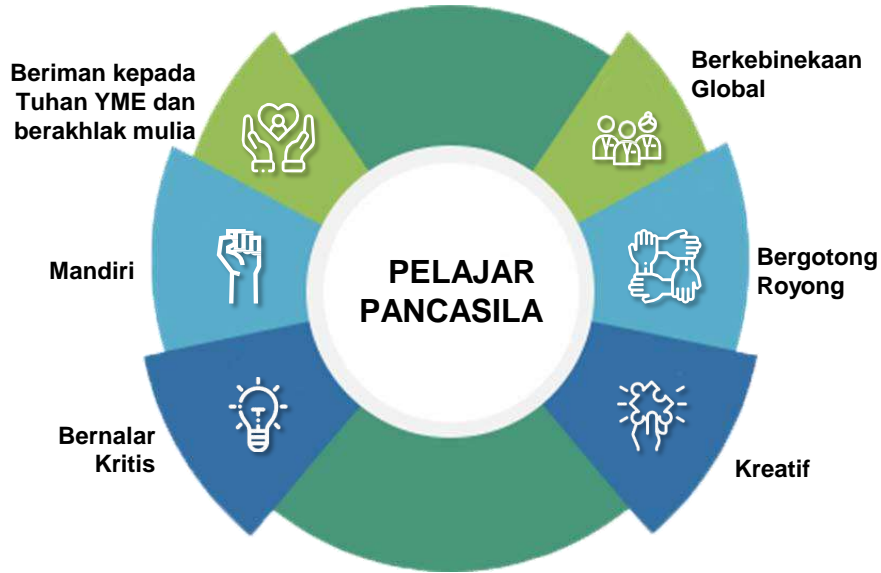 Beriman kepada
Tuhan YME dan
berakhlak mulia
Berkebinekaan
Global
Mandiri
PELAJAR
PANCASILA
Bergotong
Royong
Bernalar
Kritis
Kreatif